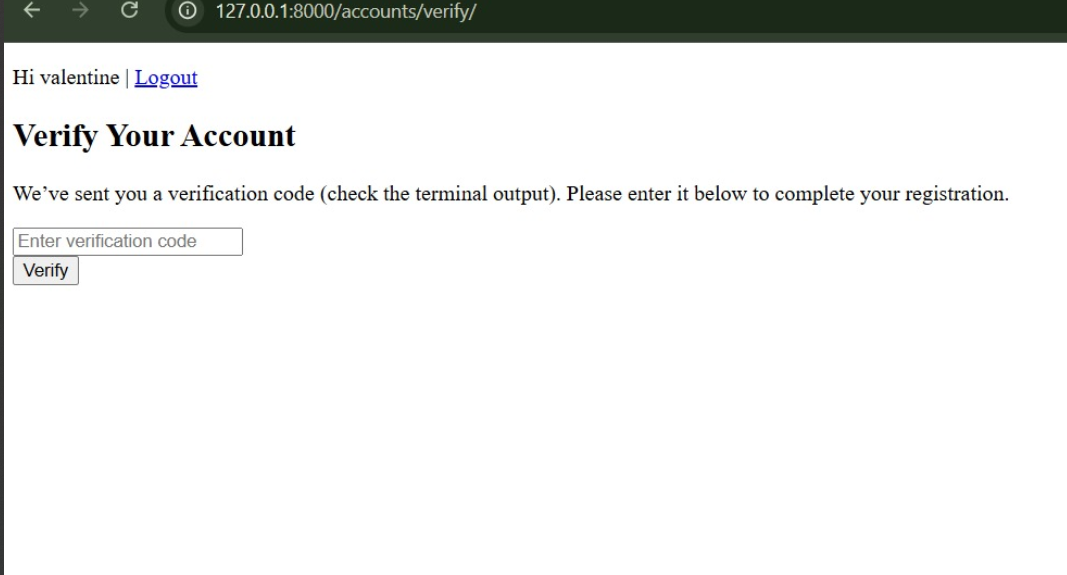 127.0.0.1:8000/accounts/verify/
Hi valentine | Logout
Verify Your Account
We’ve sent you a verification code (check the terminal output). Please enter it below to complete your registration.
Enter verification code
Verify